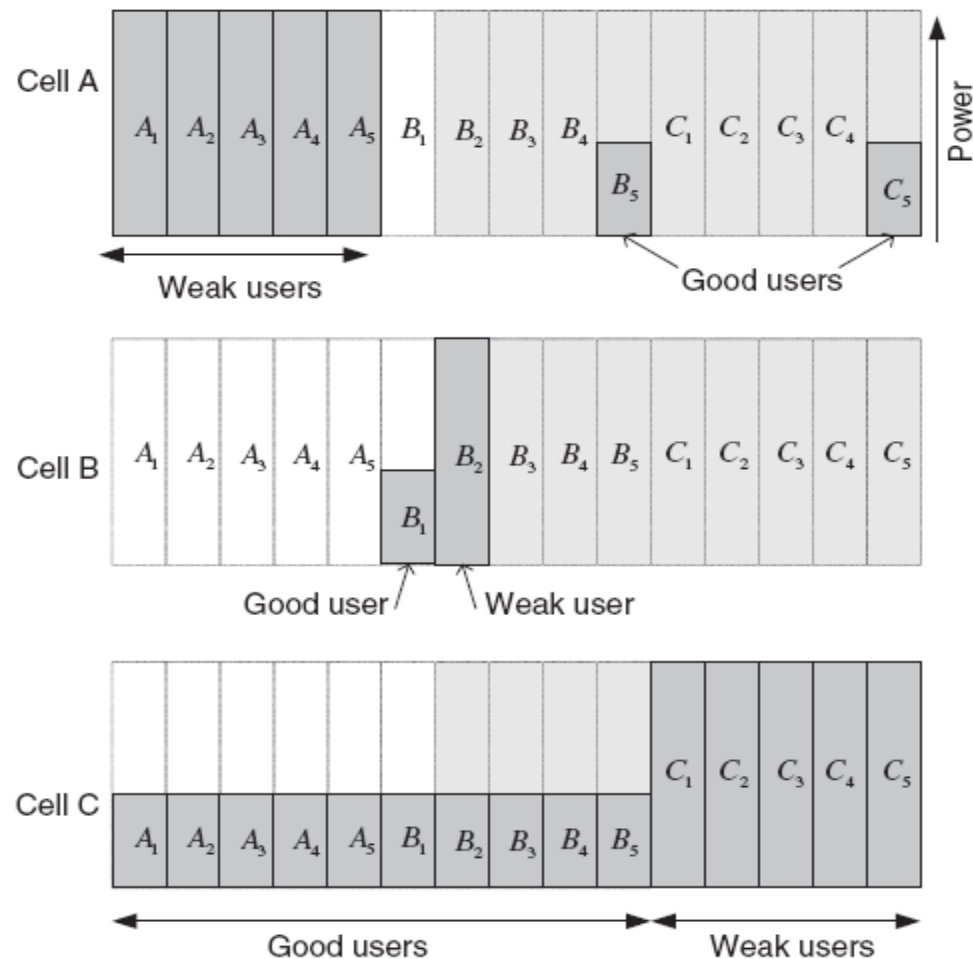 Cell A
A₁ A₂ A₃ A₄ A₅ B₁ B₂ B₃ B₄ B₅ C₁ C₂ C₃ C₄ C₅
Power
Weak users
Good users
Cell B
A₁ A₂ A₃ A₄ A₅ B₁ B₂ B₃ B₄ B₅ C₁ C₂ C₃ C₄ C₅
Good user
Weak user
Cell C
A₁ A₂ A₃ A₄ A₅ B₁ B₂ B₃ B₄ B₅ C₁ C₂ C₃ C₄ C₅
Good users
Weak users